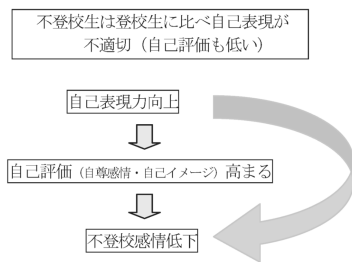 不登校生は登校生に比べ自己表現が
不適切（自己評価も低い）
自己表現力向上
自己評価（自尊感情・自己イメージ）高まる
不登校感情低下